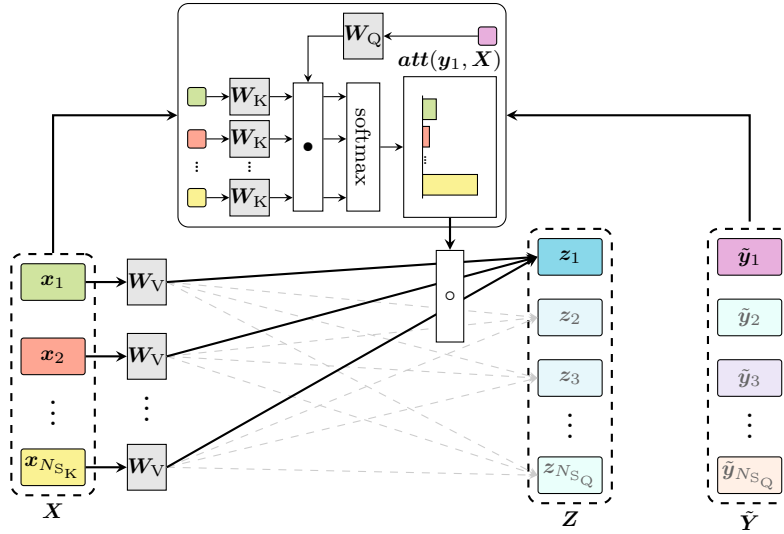 W_Q
att(y_1, X)
W_K
W_K
W_K
softmax
x_1
W_V
z_1
ỹ_1
z_2
ỹ_2
x_2
W_V
z_3
ỹ_3
x_{N_{S_K}}
W_V
z_{N_{S_Q}}
ỹ_{N_{S_Q}}
X
Z
Ỹ